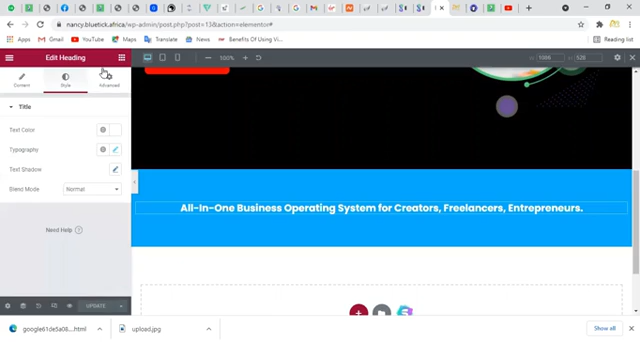 nancy.bluetick.africa/wp-admin/post.php?post=13&action=elementor#
Gmail YouTube Maps Translate News Benefits Of Using Vi... Reading list
Edit Heading
100%
Content Style Advanced
Title
Text Color
Typography
Text Shadow
Blend Mode Normal
Need Help
All-In-One Business Operating System for Creators, Freelancers, Entrepreneurs.
UPDATE
google61de5a08....html upload.jpg Show all